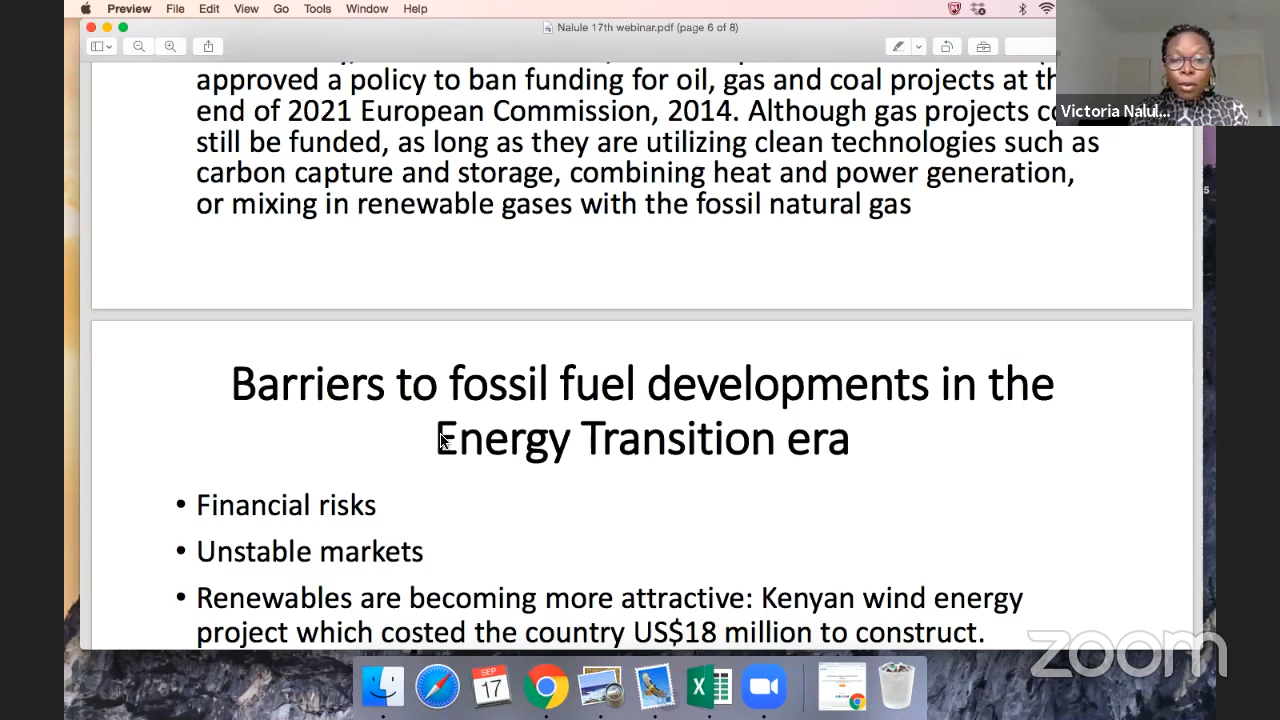 Preview File Edit View Go Tools Window Help
Nalule 17th webinar.pdf (page 6 of 8)
approved a policy to ban funding for oil, gas and coal projects at th
end of 2021 European Commission, 2014. Although gas projects co
Victoria Nalul...
still be funded, as long as they are utilizing clean technologies such as
carbon capture and storage, combining heat and power generation,
or mixing in renewable gases with the fossil natural gas
Barriers to fossil fuel developments in the
Energy Transition era
• Financial risks
• Unstable markets
• Renewables are becoming more attractive: Kenyan wind energy
project which costed the country US$18 million to construct.
zoom
SEP
17